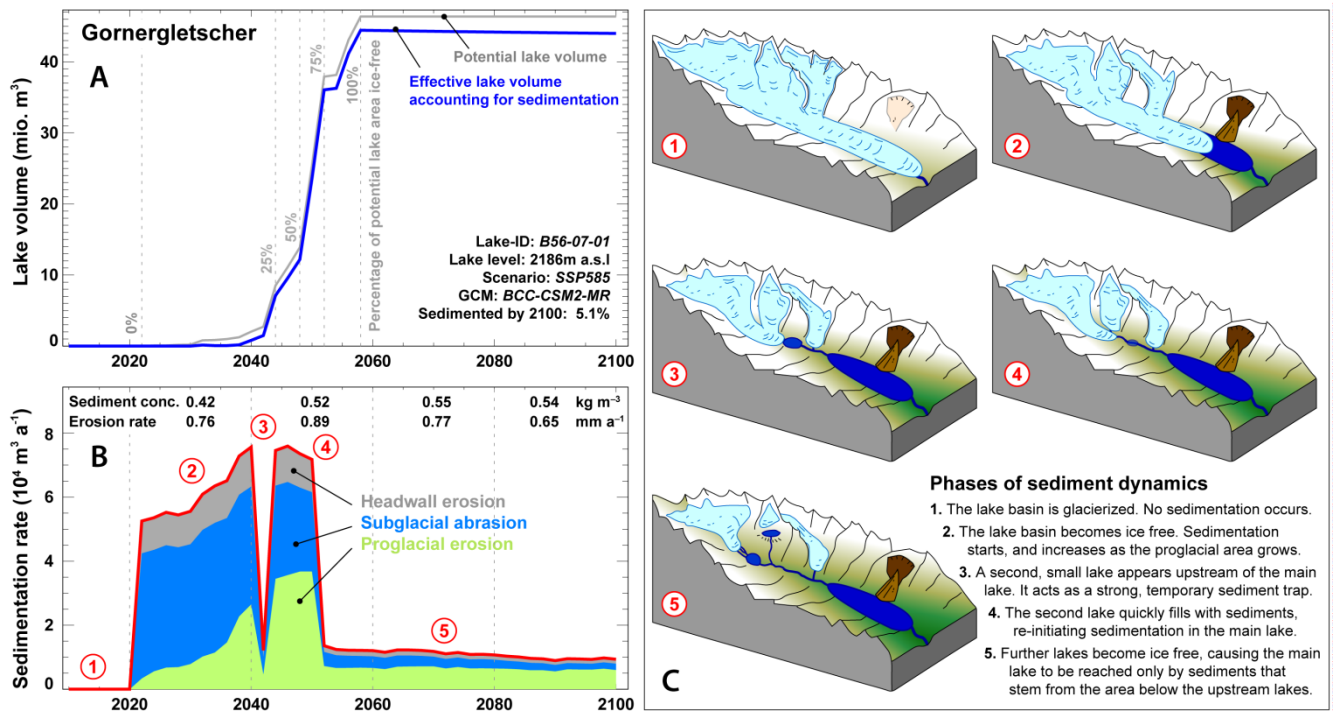 Gorngletscher
A
Lake volume (mio. m³)
40
30
20
10
0
0%
25%
50%
75%
100%
Percentage of potential lake area ice-free
Potential lake volume
Effective lake volume
accounting for sedimentation
Lake-ID: B56-07-01
Lake level: 2186m a.s.l
Scenario: SSP585
GCM: BCC-CSM2-MR
Sedimented by 2100: 5.1%
2020 2040 2060 2080 2100
B
Sedimentation rate (10⁴ m³ a⁻¹)
Sediment conc. 0.42 0.52 0.55 0.54 kg m⁻³
Erosion rate 0.76 0.89 0.77 0.65 mm a⁻¹
8
6
4
2
0
1
2
3
4
5
Headwall erosion
Subglacial abrasion
Proglacial erosion
2020 2040 2060 2080 2100
C
1
2
3
4
5
Phases of sediment dynamics
1. The lake basin is glacierized. No sedimentation occurs.
2. The lake basin becomes ice free. Sedimentation
starts, and increases as the proglacial area grows.
3. A second, small lake appears upstream of the main
lake. It acts as a strong, temporary sediment trap.
4. The second lake quickly fills with sediments,
re-initiating sedimentation in the main lake.
5. Further lakes become ice free, causing the main
lake to be reached only by sediments that
stem from the area below the upstream lakes.